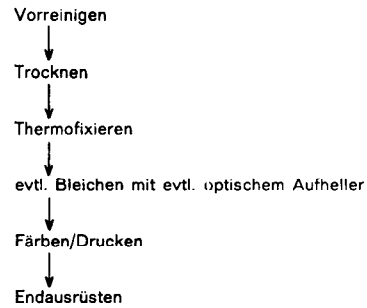 Vorreinigen
Trocknen
Thermofixieren
evtl. Bleichen mit evtl. optischem Aufheller
Färben/Drucken
Endausrüsten